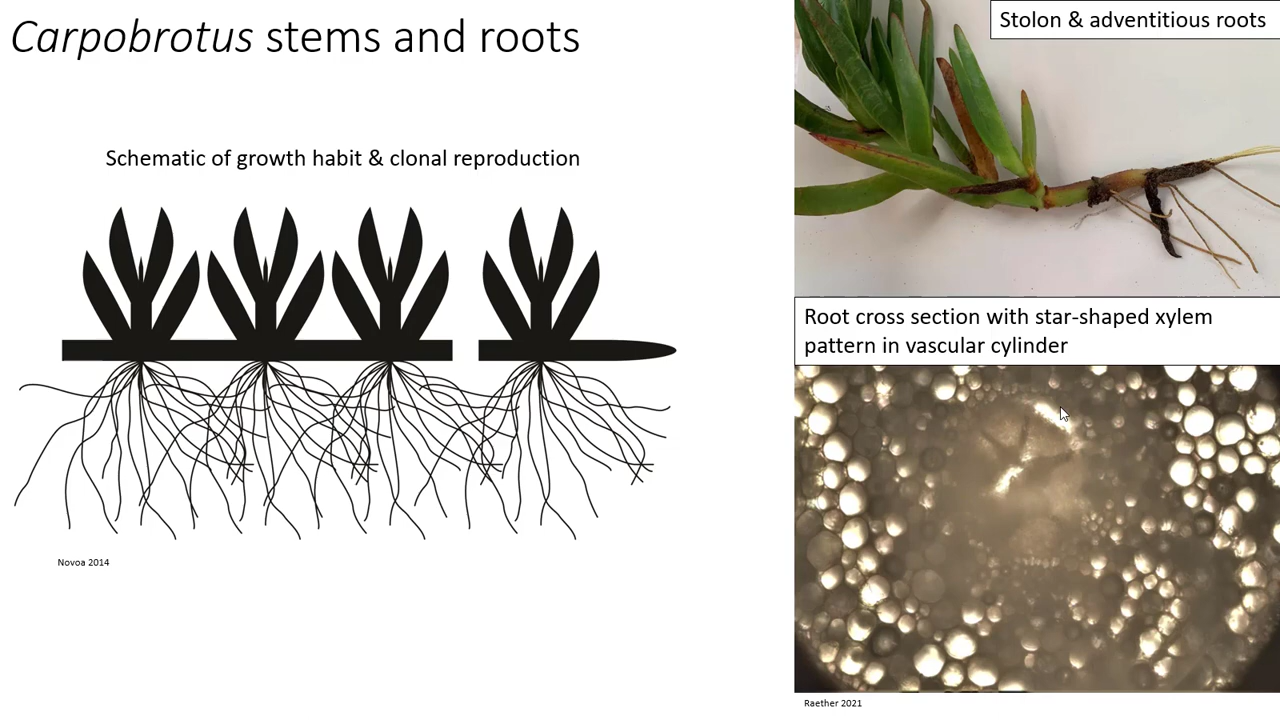 Carpobrotus stems and roots
Schematic of growth habit & clonal reproduction
Novoa 2014
Stolon & adventitious roots
Root cross section with star-shaped xylem
pattern in vascular cylinder
Raether 2021